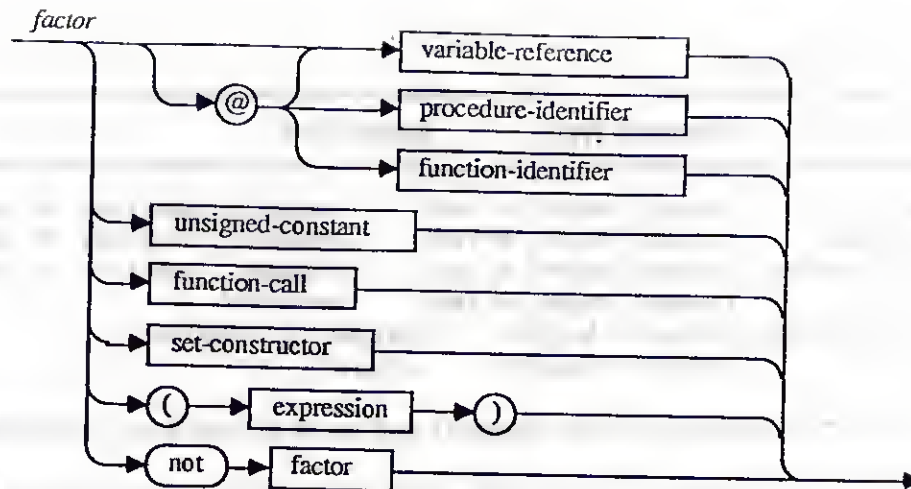 factor
variable-reference
@
procedure-identifier
function-identifier
unsigned-constant
function-call
set-constructor
( expression )
not factor